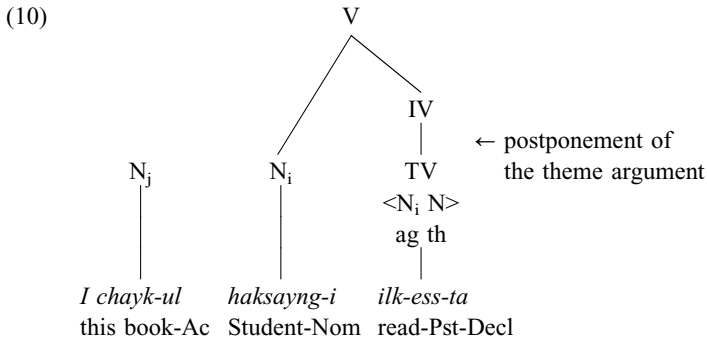 (10) V
IV
← postponement of
N_j N_i TV the theme argument
<N_i N>
ag th
I chayk-ul haksayng-i ilk-ess-ta
this book-Ac Student-Nom read-Pst-Decl